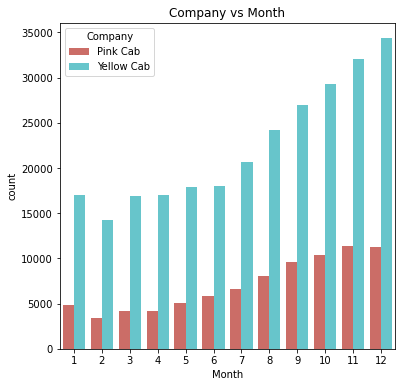 Company vs Month
Company
Pink Cab
Yellow Cab
35000
30000
25000
20000
15000
10000
5000
0
count
1 2 3 4 5 6 7 8 9 10 11 12
Month